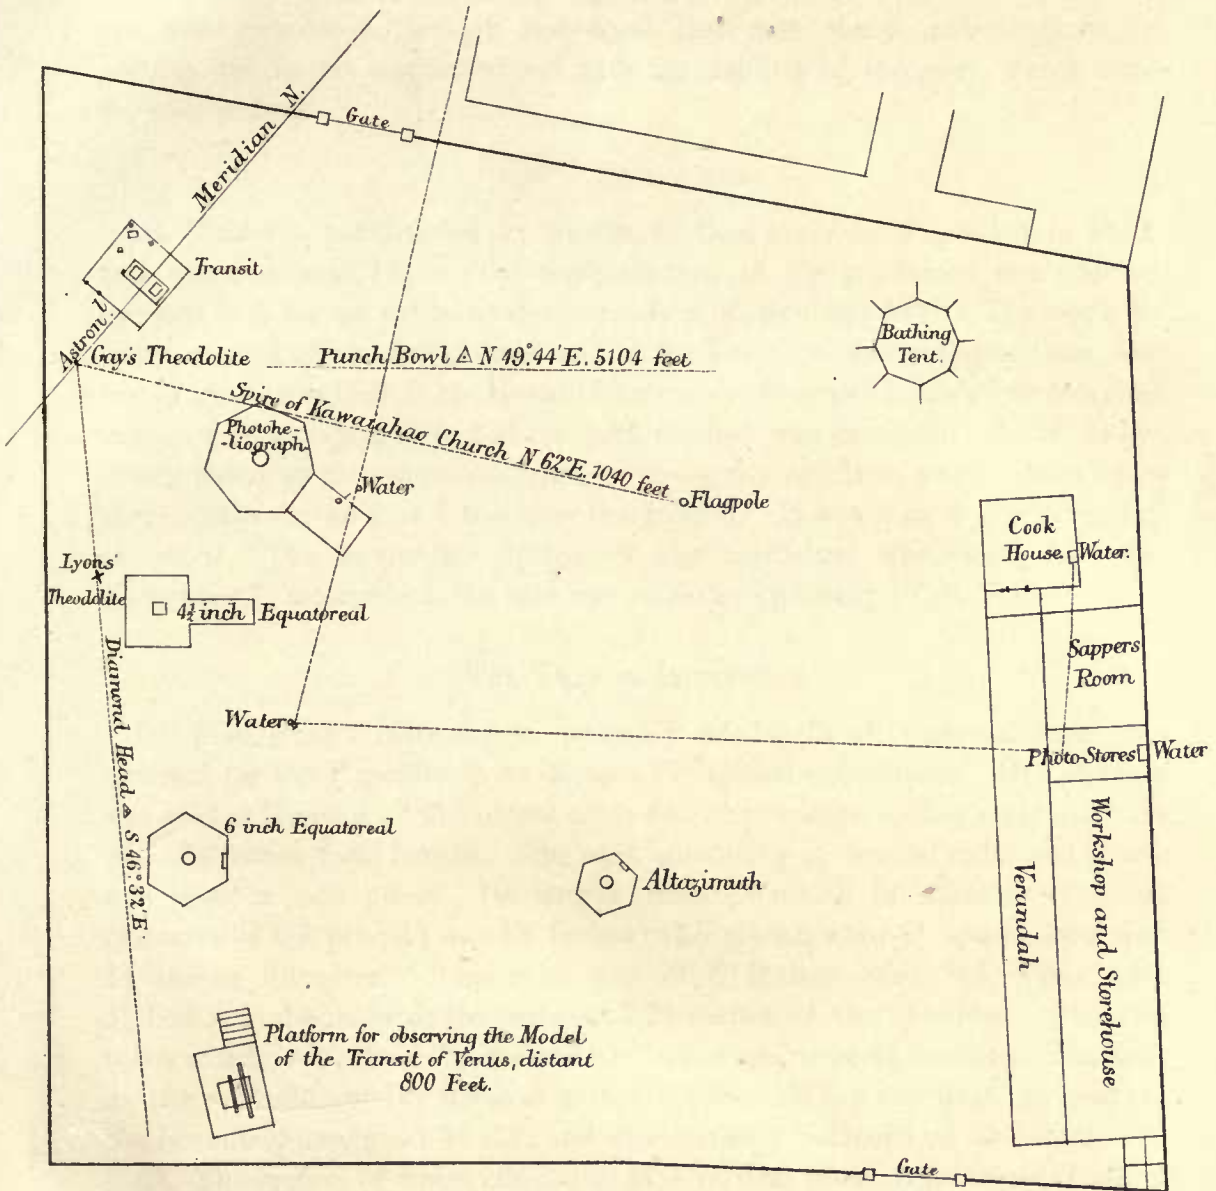 Gate
Astron.l Meridian N.
Transit
Gay's Theodolite
Punch Bowl △ N 49°.44' E. 5104 feet
Bathing
Tent.
Spire of Kawaiahao Church N 62° E. 1040 feet
Photohe-
-liograph
Water
Flagpole
Cook
House.
Water.
Lyons
Theodolite
4½ inch Equatoreal
Sappers
Room
Diamond Head △ S 46°.32' E.
Water
Photo-Stores
Water
6 inch Equatoreal
Altazimuth
Verandah
Workshop and Storehouse
Platform for observing the Model
of the Transit of Venus, distant
800 Feet.
Gate